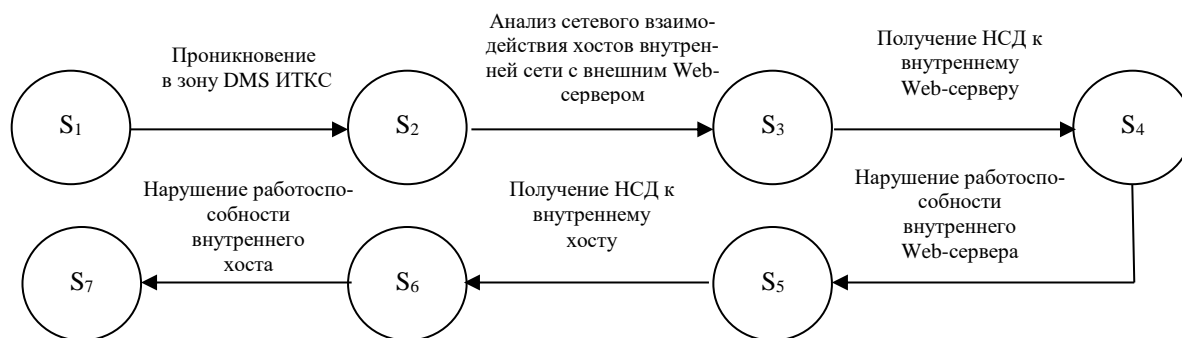 Проникновение
в зону DMS ИТКС
Анализ сетевого взаимо-
действия хостов внутрен-
ней сети с внешним Web-
сервером
Получение НСД к
внутреннему
Web-серверу
S1
S2
S3
S4
Нарушение работоспо-
собности
внутреннего
хоста
Получение НСД к
внутреннему
хосту
Нарушение работоспо-
собности
внутреннего
Web-сервера
S7
S6
S5